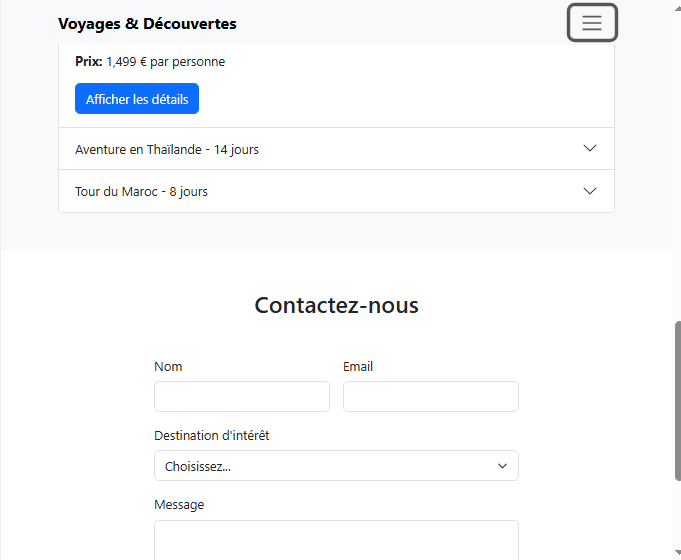 Voyages & Découvertes
Prix: 1,499 € par personne
Afficher les détails
Aventure en Thaïlande - 14 jours
Tour du Maroc - 8 jours
Contactez-nous
Nom
Email
Destination d'intérêt
Choisissez...
Message